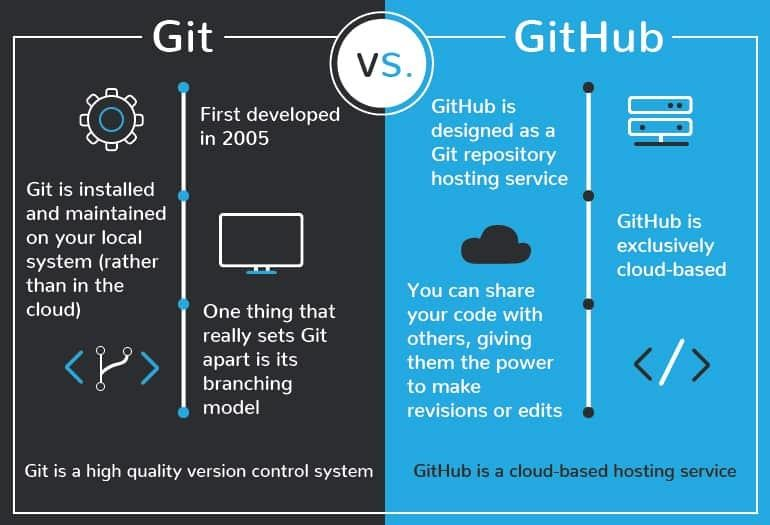 Git
vs.
GitHub
First developed
in 2005
Git is installed
and maintained
on your local
system (rather
than in the
cloud)
One thing that
really sets Git
apart is its
branching
model
Git is a high quality version control system
GitHub is
designed as a
Git repository
hosting service
GitHub is
exclusively
cloud-based
You can share
your code with
others, giving
them the power
to make
revisions or edits
GitHub is a cloud-based hosting service